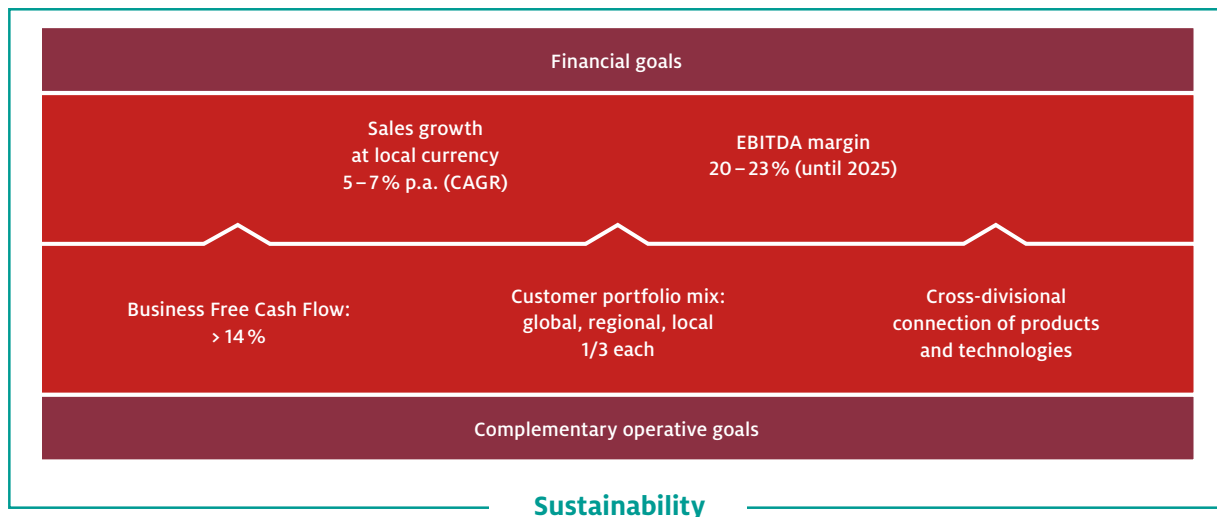 Financial goals
Sales growth
at local currency
5–7% p.a. (CAGR)
EBITDA margin
20–23% (until 2025)
Business Free Cash Flow:
> 14%
Customer portfolio mix:
global, regional, local
1/3 each
Cross-divisional
connection of products
and technologies
Complementary operative goals
Sustainability